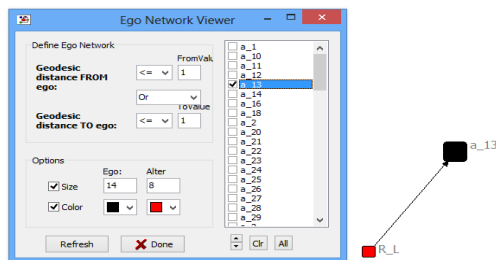 Ego Network Viewer
Define Ego Network
FromValu
Geodesic
distance FROM
ego:
<= 1
Or
ToValue
Geodesic
distance TO ego:
<= 1
Options
Ego: Alter
Size 14 8
Color
Refresh Done
a_1
a_10
a_11
a_12
a_13
a_14
a_16
a_18
a_2
a_20
a_21
a_22
a_23
a_24
a_25
a_26
a_27
a_28
a_29
Clr All
a_13
R_L